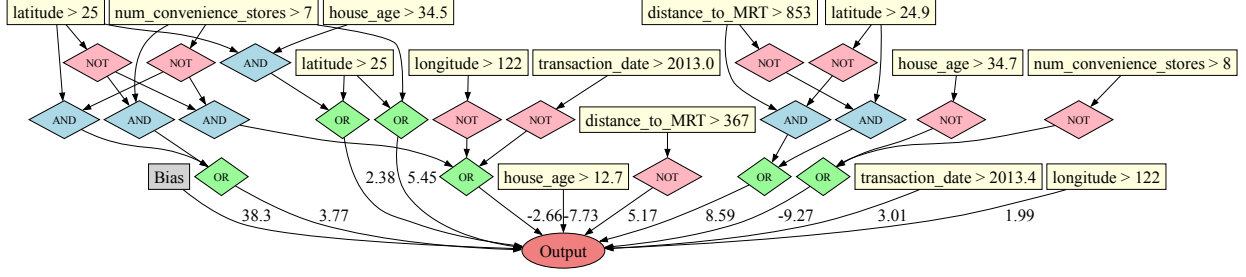 latitude > 25 num_convenience_stores > 7 house_age > 34.5 distance_to_MRT > 853 latitude > 24.9
NOT NOT AND latitude > 25 longitude > 122 transaction_date > 2013.0 NOT NOT house_age > 34.7 num_convenience_stores > 8
AND AND AND OR OR NOT NOT distance_to_MRT > 367 AND AND NOT NOT
Bias OR 2.38 5.45 OR house_age > 12.7 NOT OR OR transaction_date > 2013.4 longitude > 122
38.3 3.77 -2.66 -7.73 5.17 8.59 -9.27 3.01 1.99
Output